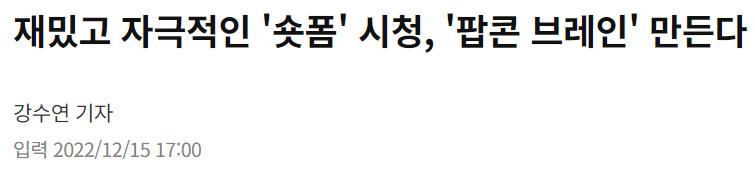 재밌고 자극적인 '숏폼' 시청, '팝콘 브레인' 만든다
강수연 기자
입력 2022/12/15 17:00